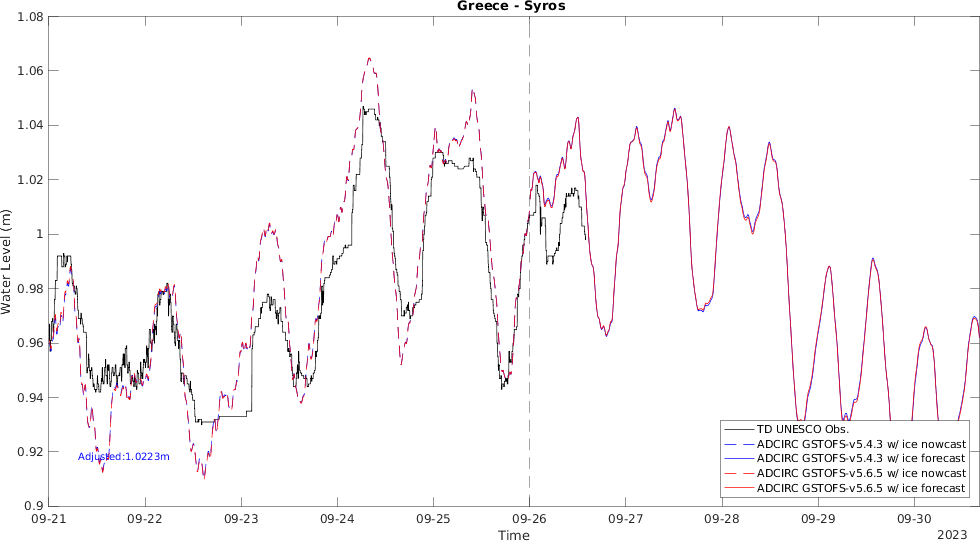 Greece - Syros
1.08
1.06
1.04
1.02
1
0.98
0.96
0.94
0.92
0.9
Water Level (m)
Adjusted:1.0223m
TD UNESCO Obs.
ADCIRC GSTOFS-v5.4.3 w/ ice nowcast
ADCIRC GSTOFS-v5.4.3 w/ ice forecast
ADCIRC GSTOFS-v5.6.5 w/ ice nowcast
ADCIRC GSTOFS-v5.6.5 w/ ice forecast
09-21 09-22 09-23 09-24 09-25 09-26 09-27 09-28 09-29 09-30
Time
2023